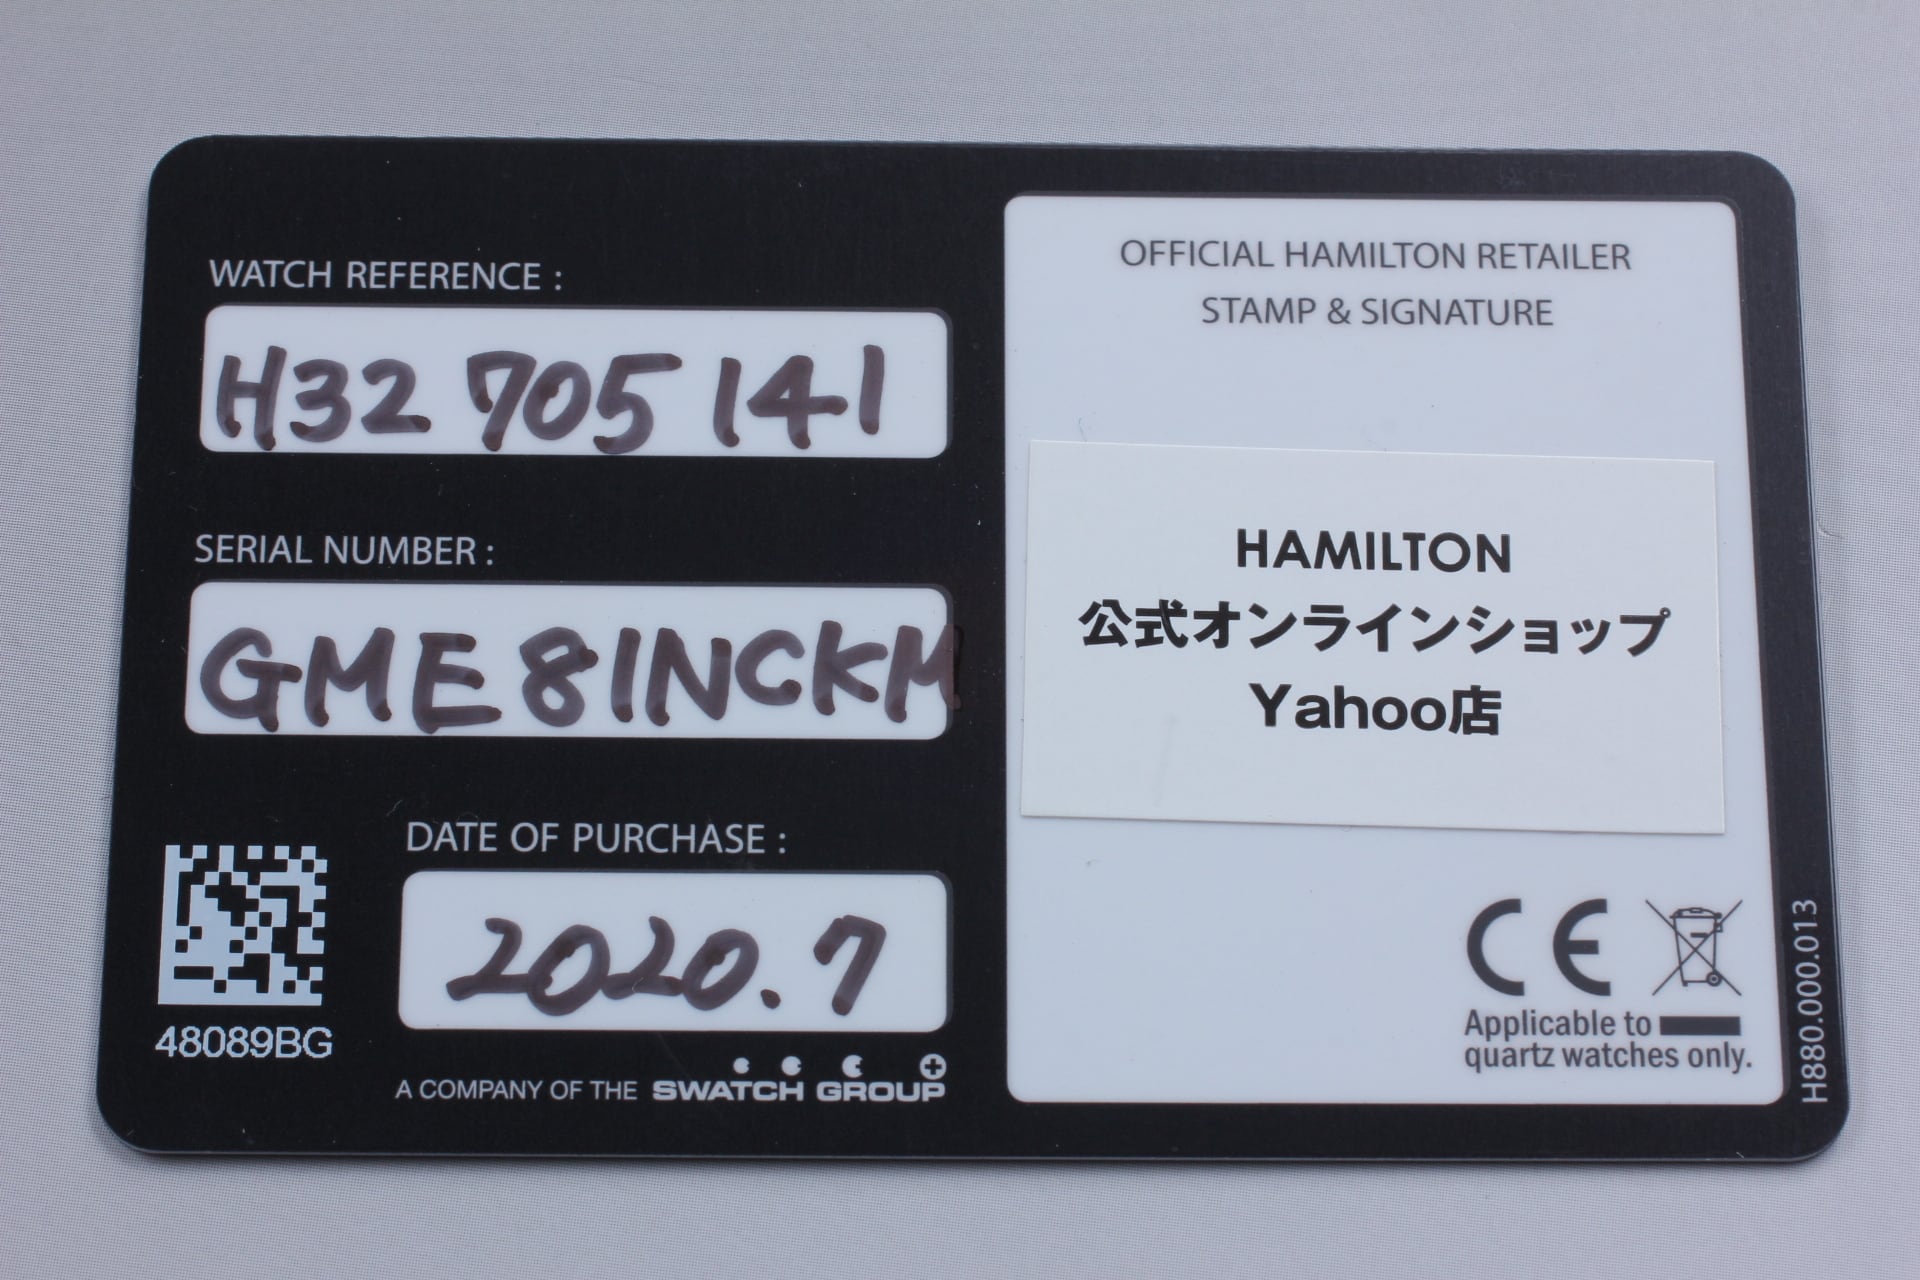 WATCH REFERENCE :
H32 705 141
SERIAL NUMBER :
GME81NCKM
DATE OF PURCHASE :
2020.7
48089BG
A COMPANY OF THE SWATCH GROUP
OFFICIAL HAMILTON RETAILER
STAMP & SIGNATURE
HAMILTON
公式オンラインショップ
Yahoo店
CE
Applicable to
quartz watches only.
H880.000.013